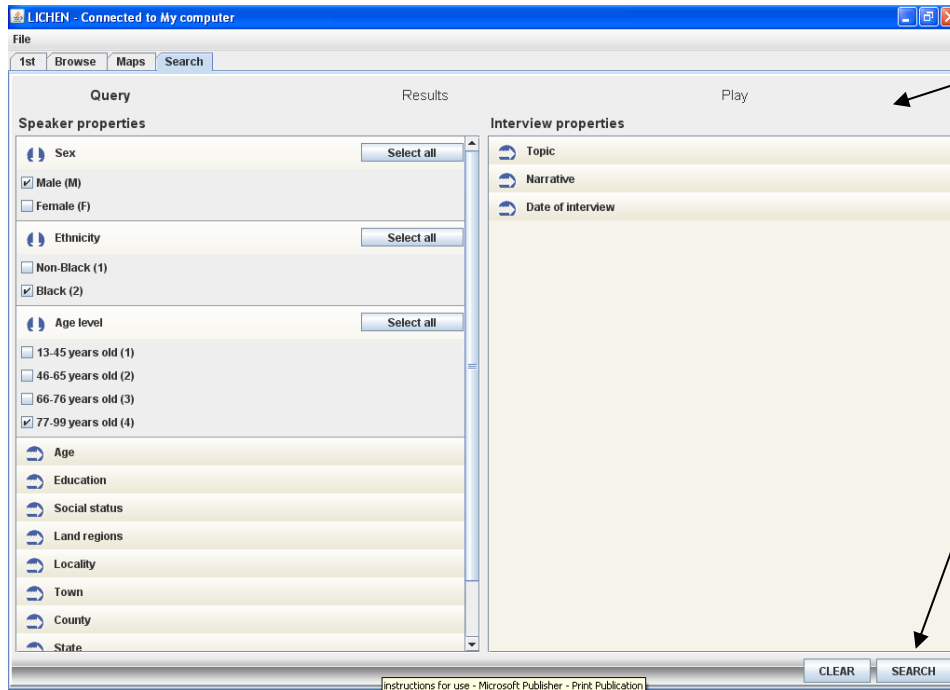 LICHEN - Connected to My computer
File
1st Browse Maps Search
Query Results Play
Speaker properties
Sex Select all
Male (M)
Female (F)
Ethnicity Select all
Non-Black (1)
Black (2)
Age level Select all
13-45 years old (1)
46-65 years old (2)
66-76 years old (3)
77-99 years old (4)
Age
Education
Social status
Land regions
Locality
Town
County
State
Interview properties
Topic
Narrative
Date of interview
CLEAR SEARCH
instructions for use - Microsoft Publisher - Print Publication